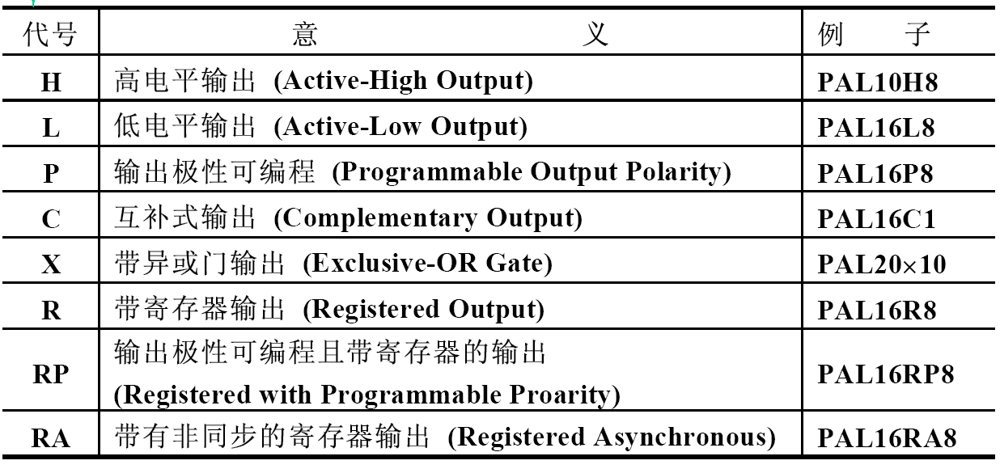 代号 意 义 例 子
H 高电平输出 (Active-High Output) PAL10H8
L 低电平输出 (Active-Low Output) PAL16L8
P 输出极性可编程 (Programmable Output Polarity) PAL16P8
C 互补式输出 (Complementary Output) PAL16C1
X 带异或门输出 (Exclusive-OR Gate) PAL20×10
R 带寄存器输出 (Registered Output) PAL16R8
RP 输出极性可编程且带寄存器的输出
(Registered with Programmable Proarity) PAL16RP8
RA 带有非同步的寄存器输出 (Registered Asynchronous) PAL16RA8